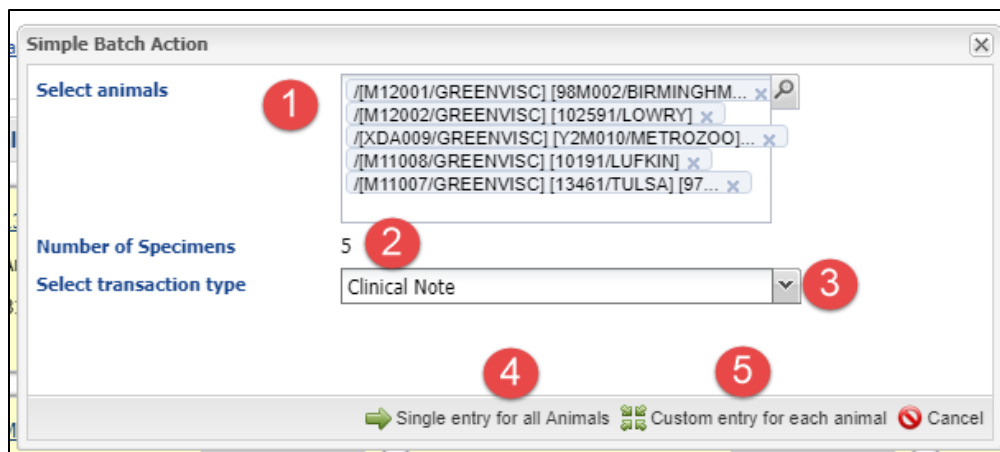 Simple Batch Action
Select animals
1
/[M12001/GREENVISC] [98M002/BIRMINGHM...
/[M12002/GREENVISC] [102591/LOWRY]
/[XDA009/GREENVISC] [Y2M010/METROZOO]...
/[M11008/GREENVISC] [10191/LUFKIN]
/[M11007/GREENVISC] [13461/TULSA] [97...
Number of Specimens 5 2
Select transaction type Clinical Note 3
4 5
Single entry for all Animals Custom entry for each animal Cancel